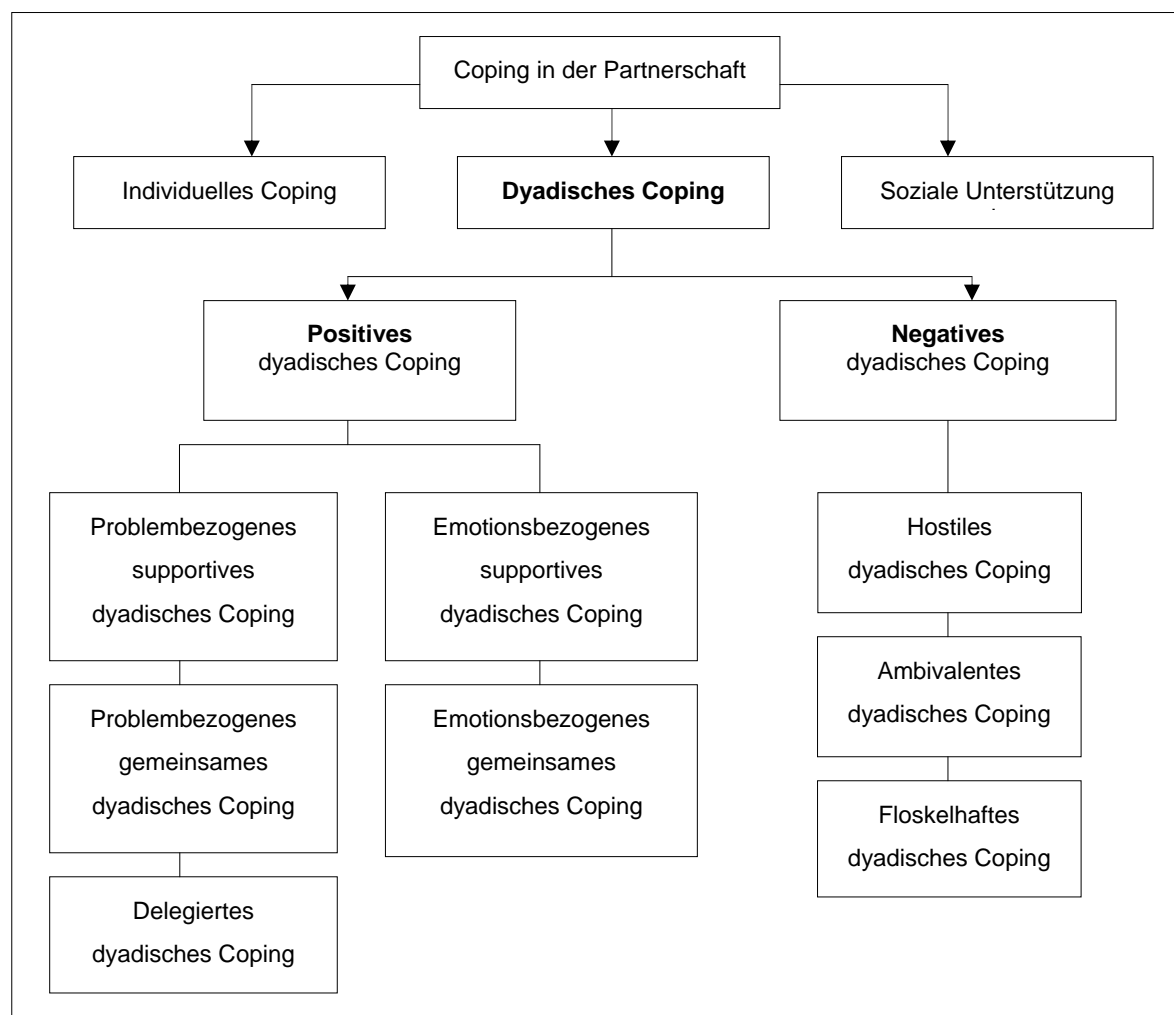 Coping in der Partnerschaft
Individuelles Coping
Dyadisches Coping
Soziale Unterstützung
Positives
dyadisches Coping
Negatives
dyadisches Coping
Problembezogenes
supportives
dyadisches Coping
Emotionsbezogenes
supportives
dyadisches Coping
Hostiles
dyadisches Coping
Problembezogenes
gemeinsames
dyadisches Coping
Emotionsbezogenes
gemeinsames
dyadisches Coping
Ambivalentes
dyadisches Coping
Floskelhaftes
dyadisches Coping
Delegiertes
dyadisches Coping